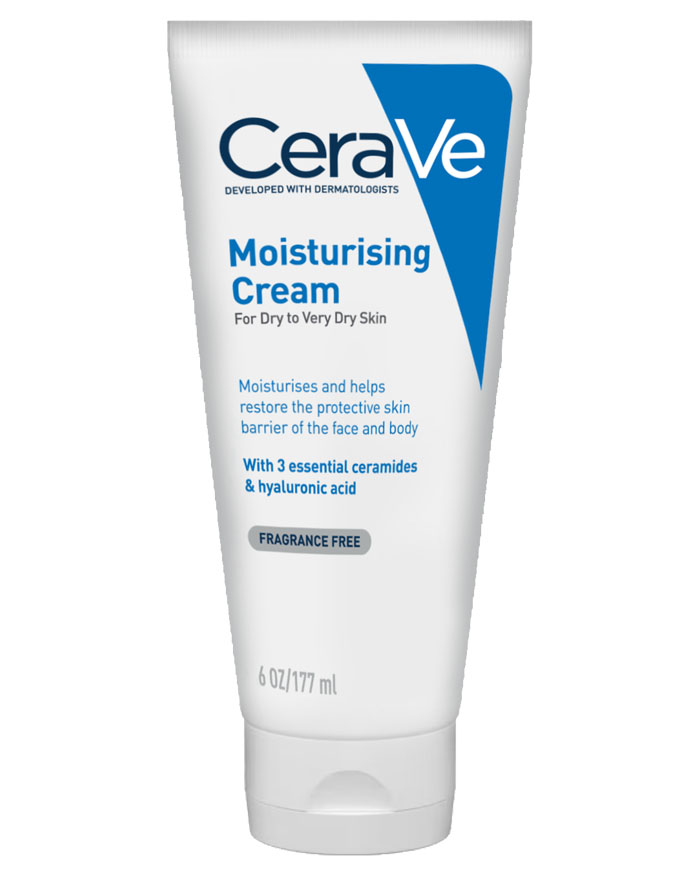 CeraVe
DEVELOPED WITH DERMATOLOGISTS
Moisturising
Cream
For Dry to Very Dry Skin
Moisturises and helps
restore the protective skin
barrier of the face and body
With 3 essential ceramides
& hyaluronic acid
FRAGRANCE FREE
6 OZ/177 ml